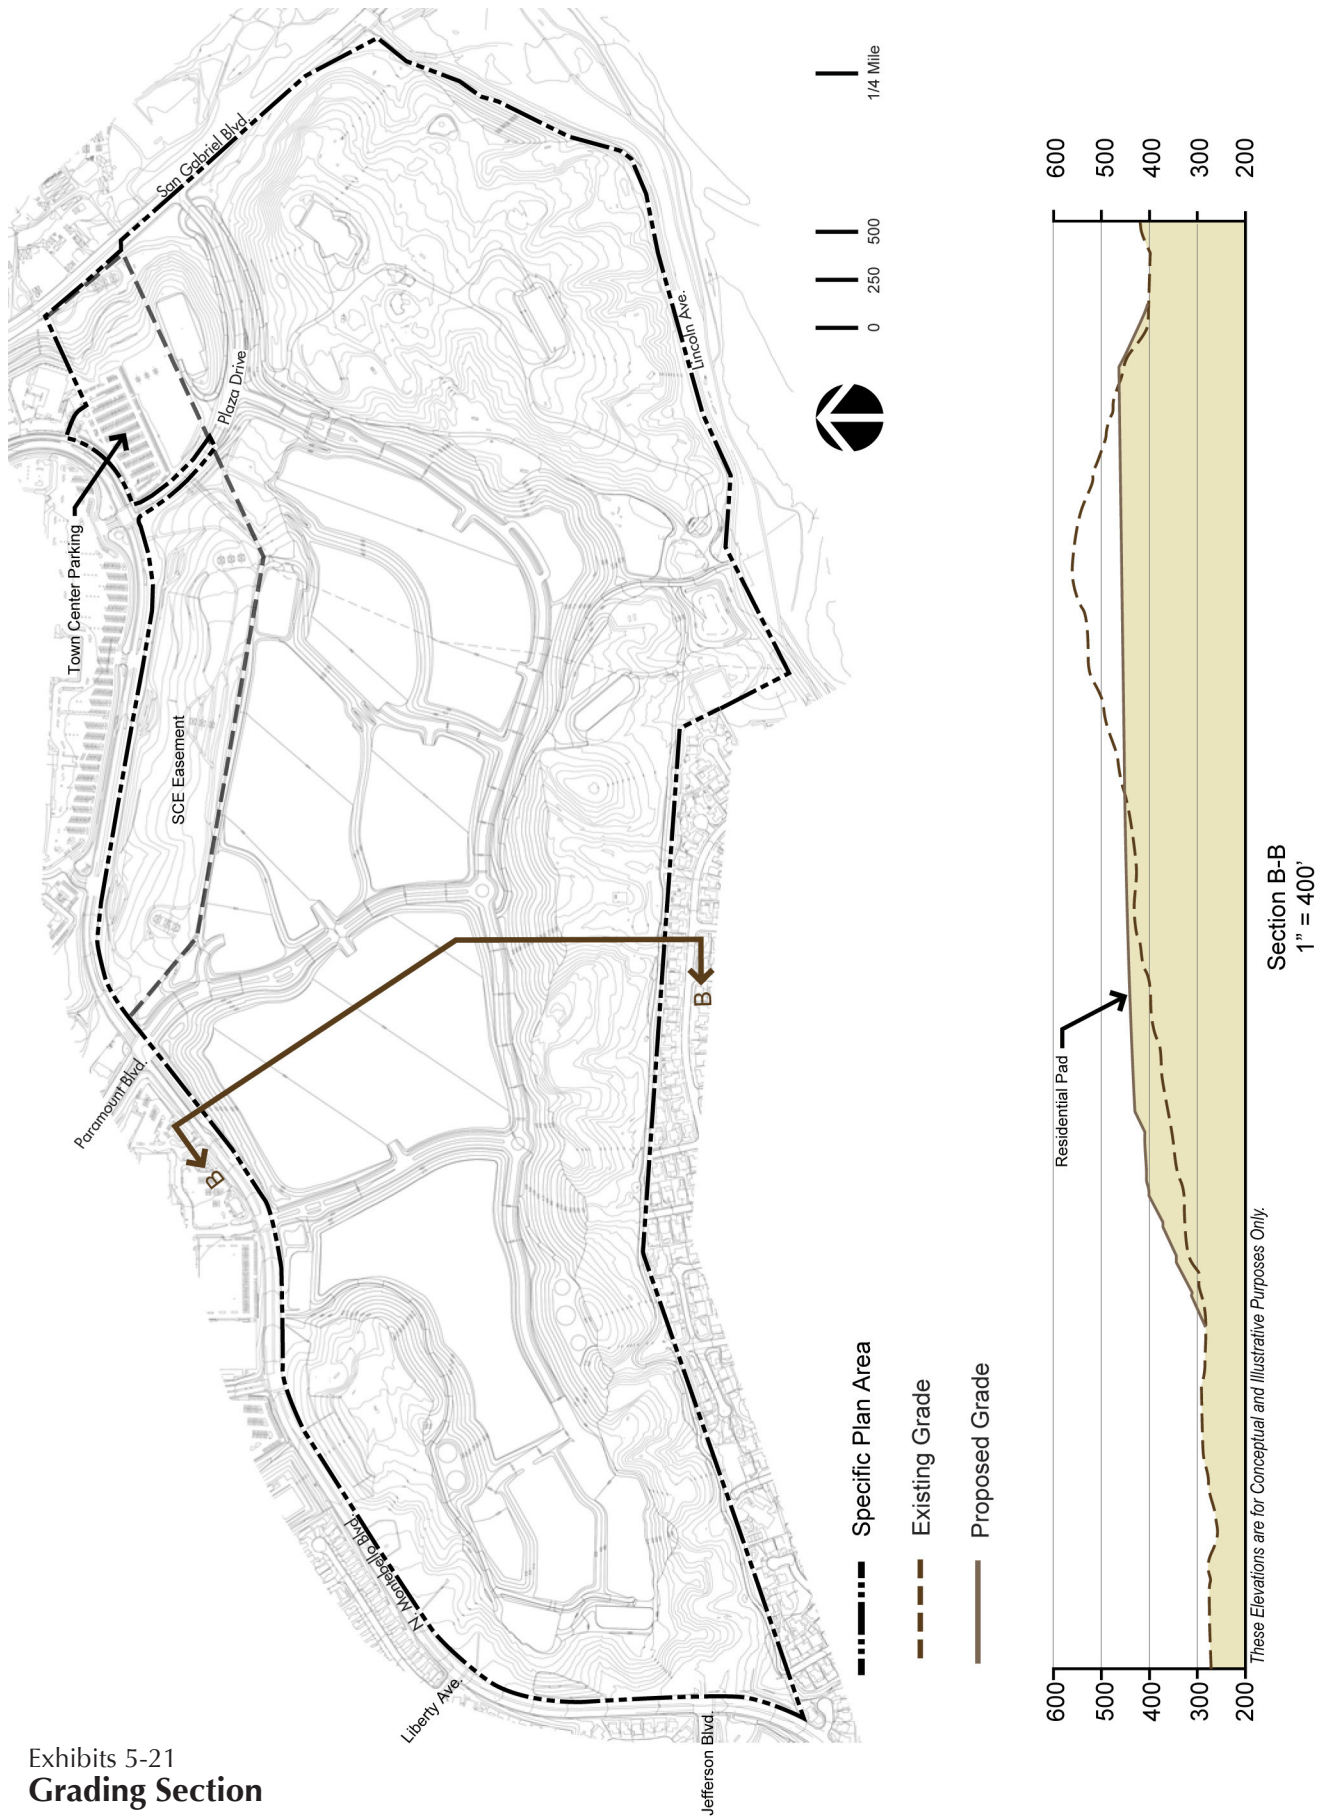 San Gabriel Blvd.
Town Center Parking
Plaza Drive
SCE Easement
Lincoln Ave.
Paramount Blvd.
B
B
N. Montebello Blvd.
Liberty Ave.
Jefferson Blvd.
0
250
500
1/4 Mile
Specific Plan Area
Existing Grade
Proposed Grade
600
500
400
300
200
Residential Pad
600
500
400
300
200
These Elevations are for Conceptual and Illustrative Purposes Only.
Section B-B
1” = 400’
Exhibits 5-21
Grading Section